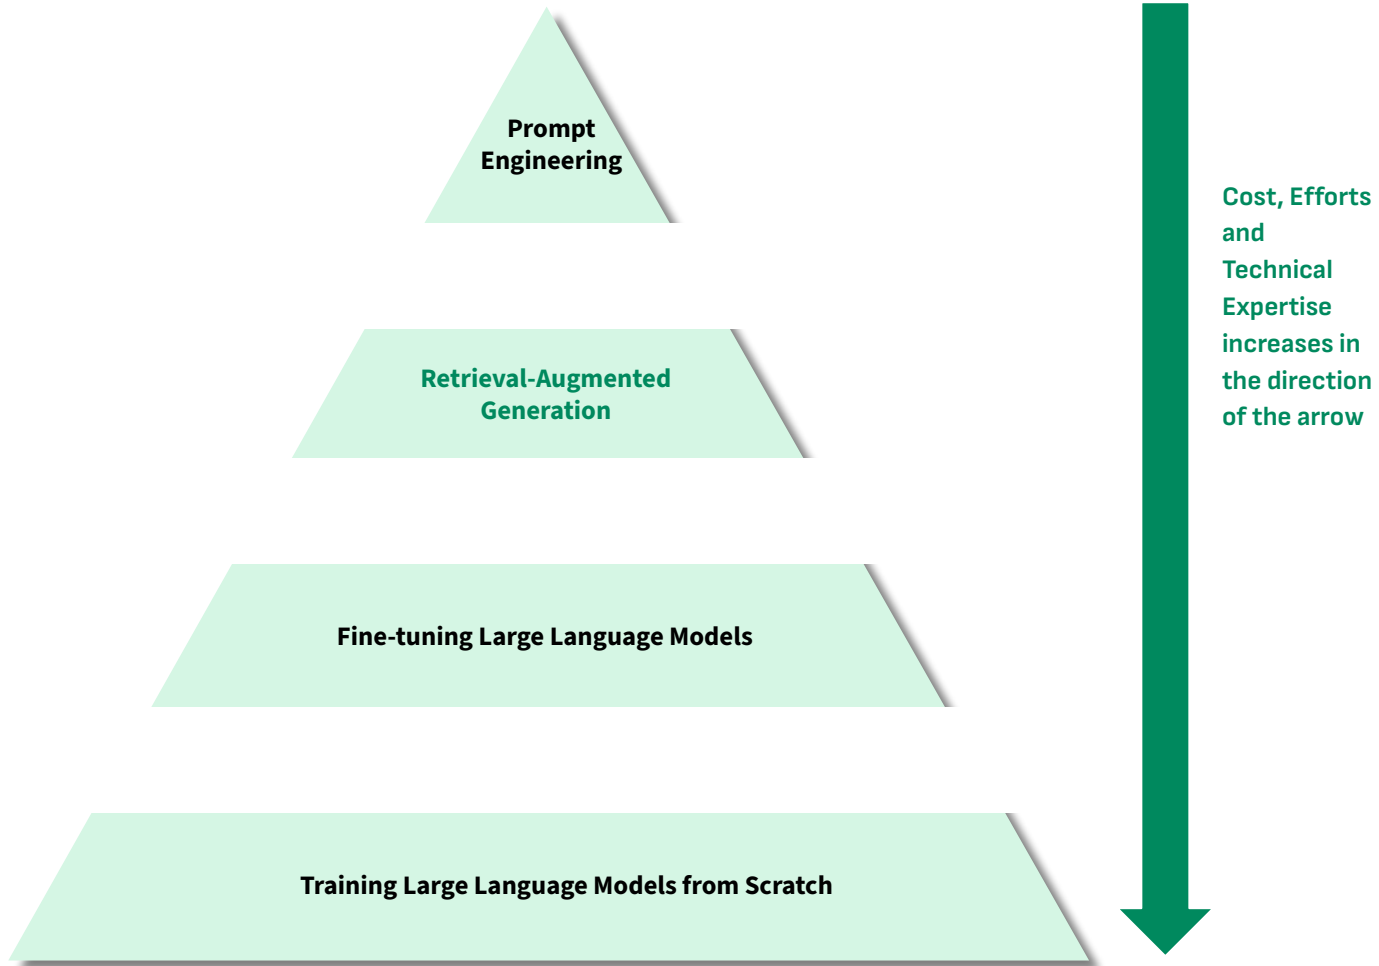 Prompt
Engineering
Cost, Efforts
and
Technical
Expertise
increases in
the direction
of the arrow
Retrieval-Augmented
Generation
Fine-tuning Large Language Models
Training Large Language Models from Scratch